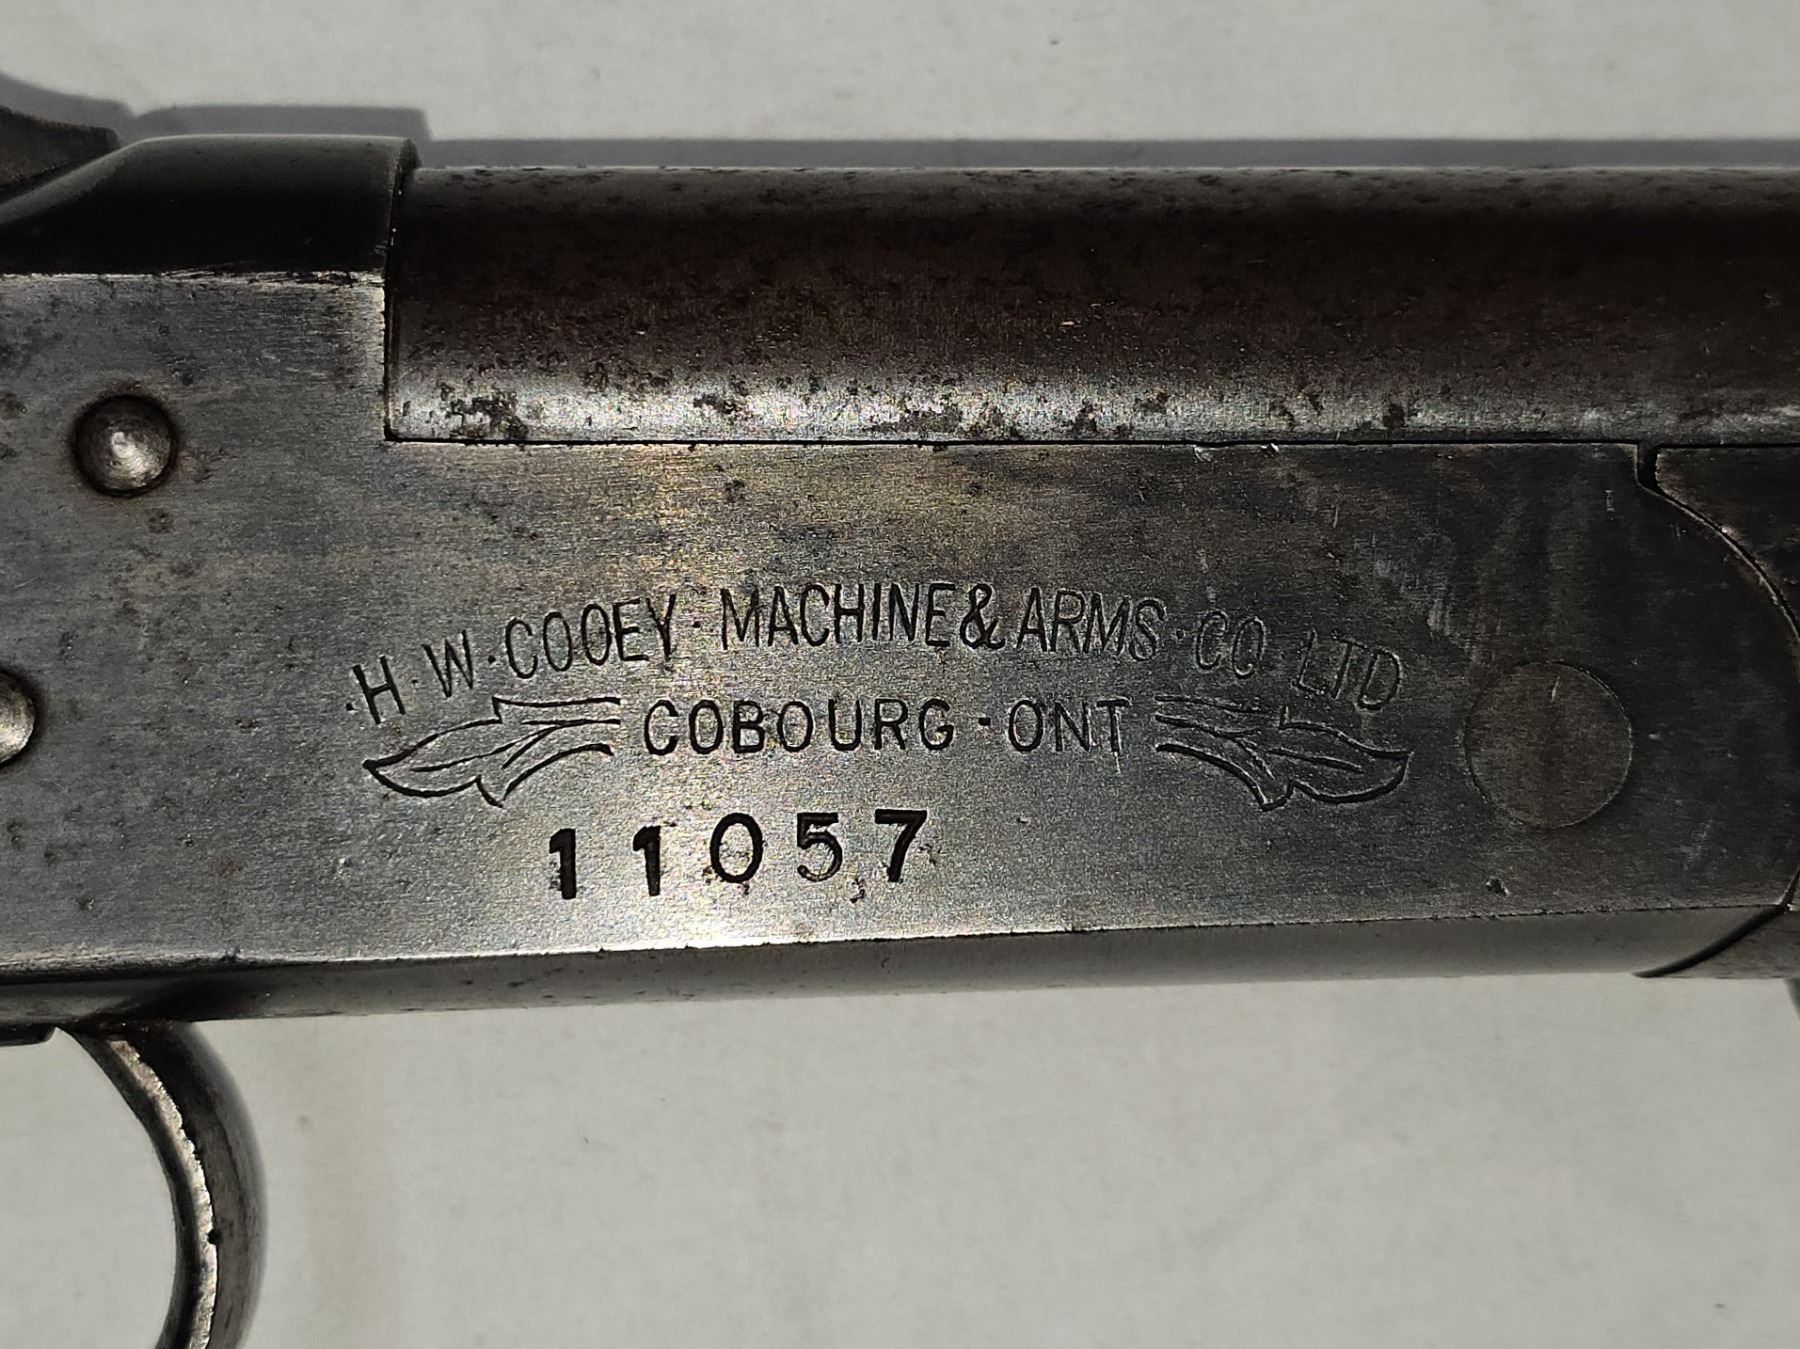 ·H·W·COOEY·MACHINE & ARMS·CO·LTD
COBOURG·ONT
11057